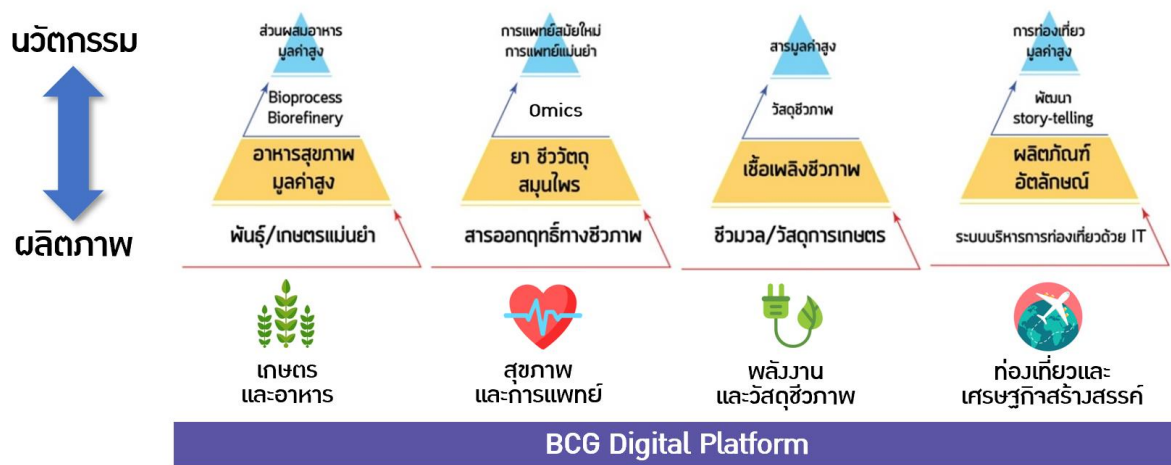 นวัตกรรม
ผลิตภาพ
ส่วนผสมอาหาร
มูลค่าสูง
Bioprocess
Biorefinery
อาหารสุขภาพ
มูลค่าสูง
พันธุ์/เกษตรแม่นยำ
เกษตร
และอาหาร
การแพทย์สมัยใหม่
การแพทย์แม่นยำ
Omics
ยา ชีววัตถุ
สมุนไพร
สารออกฤทธิ์ทางชีวภาพ
สุขภาพ
และการแพทย์
สารมูลค่าสูง
วัสดุชีวภาพ
เชื้อเพลิงชีวภาพ
ชีวมวล/วัสดุการเกษตร
พลังงาน
และวัสดุชีวภาพ
การท่องเที่ยว
มูลค่าสูง
พัฒนา
story-telling
ผลิตภัณฑ์
อัตลักษณ์
ระบบบริหารการท่องเที่ยวด้วย IT
ท่องเที่ยวและ
เศรษฐกิจสร้างสรรค์
BCG Digital Platform